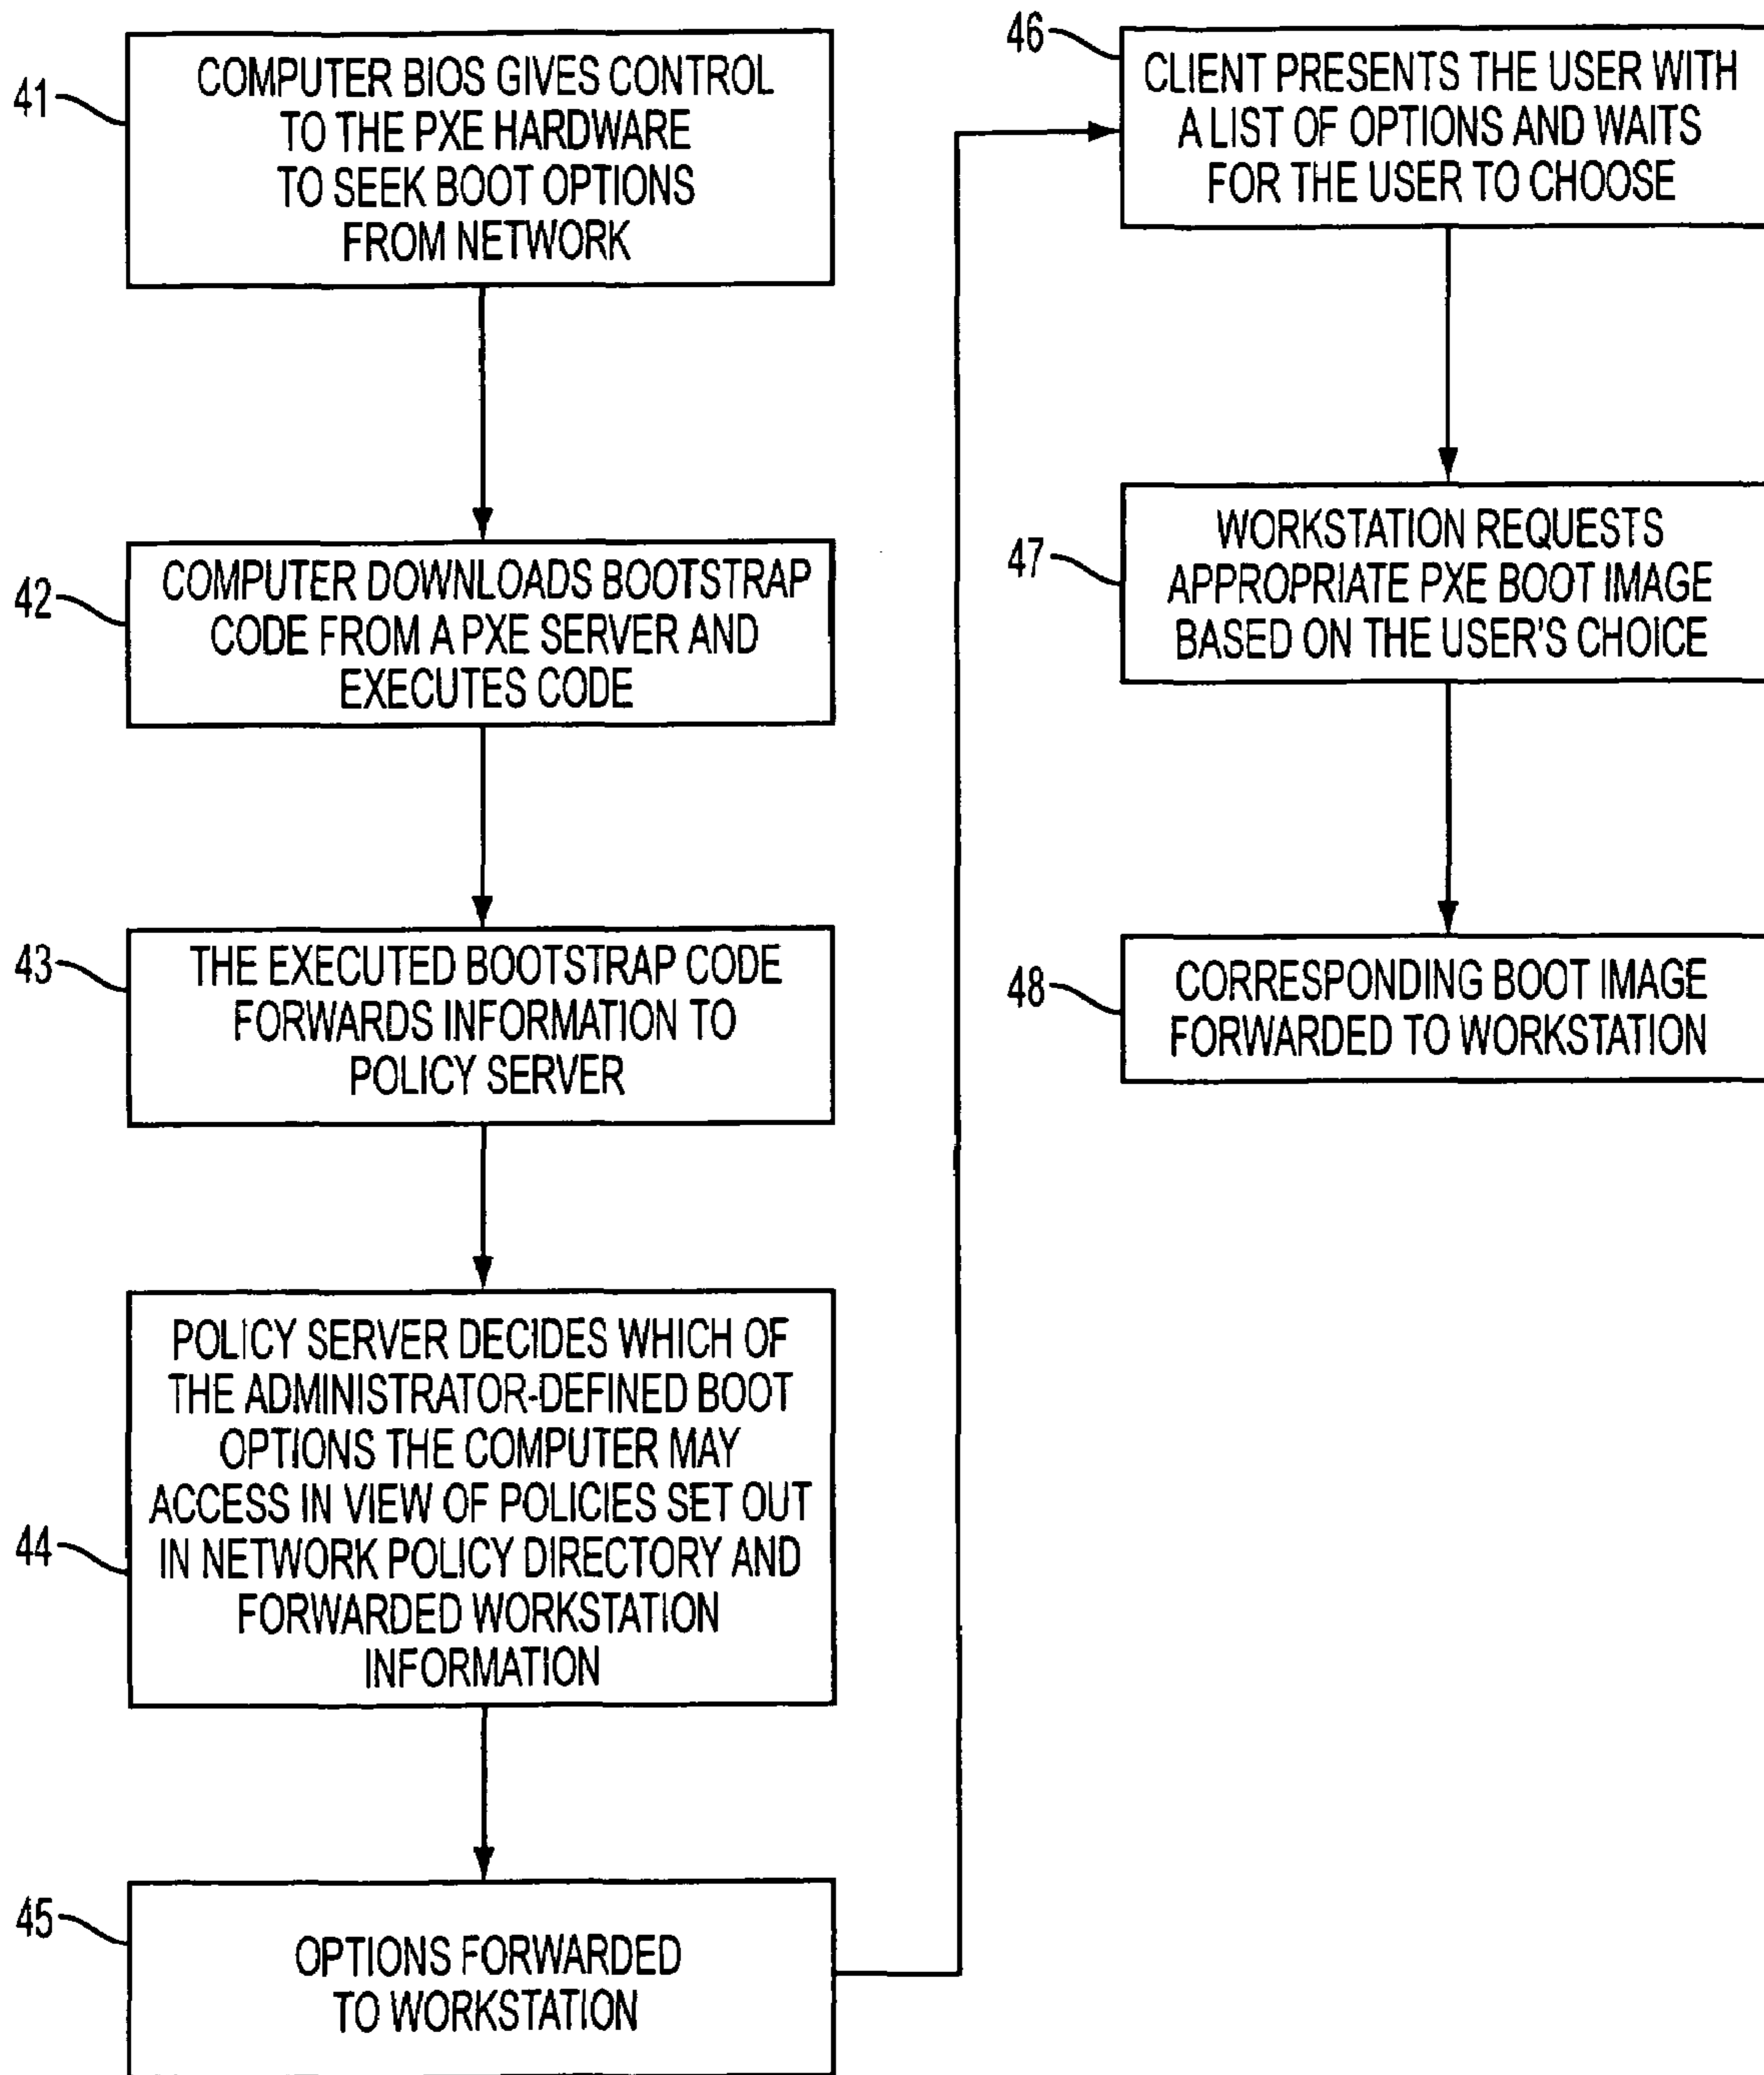 41
COMPUTER BIOS GIVES CONTROL
TO THE PXE HARDWARE
TO SEEK BOOT OPTIONS
FROM NETWORK
42
COMPUTER DOWNLOADS BOOTSTRAP
CODE FROM A PXE SERVER AND
EXECUTES CODE
43
THE EXECUTED BOOTSTRAP CODE
FORWARDS INFORMATION TO
POLICY SERVER
44
POLICY SERVER DECIDES WHICH OF
THE ADMINISTRATOR-DEFINED BOOT
OPTIONS THE COMPUTER MAY
ACCESS IN VIEW OF POLICIES SET OUT
IN NETWORK POLICY DIRECTORY AND
FORWARDED WORKSTATION
INFORMATION
45
OPTIONS FORWARDED
TO WORKSTATION
46
CLIENT PRESENTS THE USER WITH
A LIST OF OPTIONS AND WAITS
FOR THE USER TO CHOOSE
47
WORKSTATION REQUESTS
APPROPRIATE PXE BOOT IMAGE
BASED ON THE USER'S CHOICE
48
CORRESPONDING BOOT IMAGE
FORWARDED TO WORKSTATION